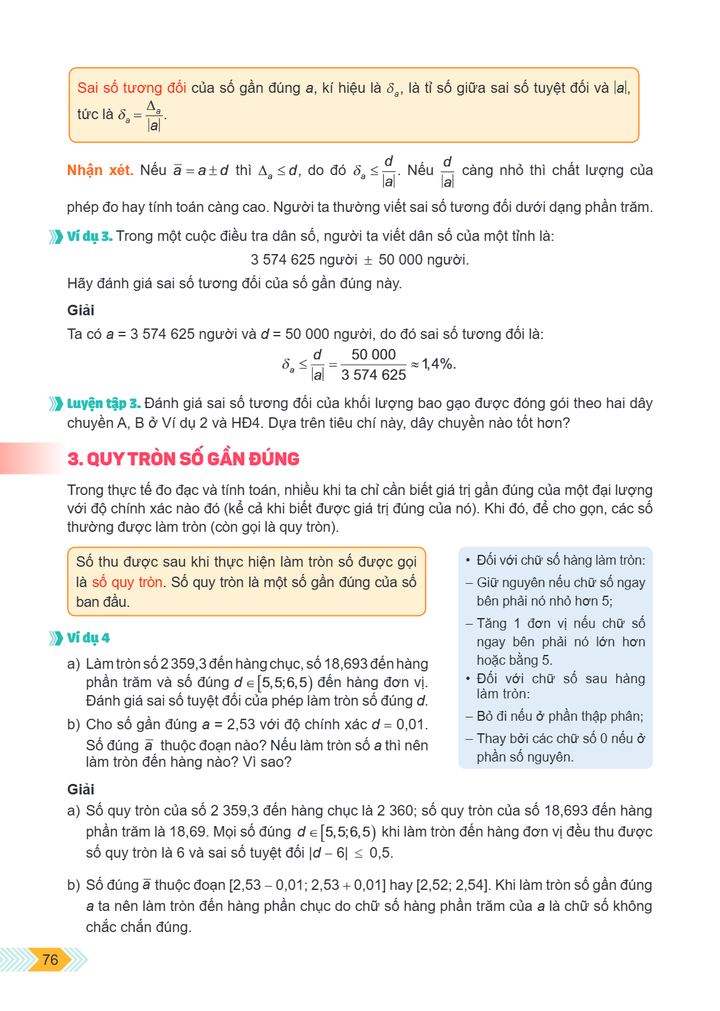 Sai số tương đối của số gần đúng a, kí hiệu là δₐ, là tỉ số giữa sai số tuyệt đối và |a|,
tức là δₐ = Δₐ/|a|.
Nhận xét. Nếu a̅ = a ± d thì Δₐ ≤ d, do đó δₐ ≤ d/|a|. Nếu d/|a| càng nhỏ thì chất lượng của
phép đo hay tính toán càng cao. Người ta thường viết sai số tương đối dưới dạng phần trăm.
Ví dụ 3. Trong một cuộc điều tra dân số, người ta viết dân số của một tỉnh là:
3 574 625 người ± 50 000 người.
Hãy đánh giá sai số tương đối của số gần đúng này.
Giải
Ta có a = 3 574 625 người và d = 50 000 người, do đó sai số tương đối là:
δₐ ≤ d/|a| = 50 000/3 574 625 ≈ 1,4%.
Luyện tập 3. Đánh giá sai số tương đối của khối lượng bao gạo được đóng gói theo hai dây
chuyền A, B ở Ví dụ 2 và HĐ4. Dựa trên tiêu chí này, dây chuyền nào tốt hơn?
3. QUY TRÒN SỐ GẦN ĐÚNG
Trong thực tế đo đạc và tính toán, nhiều khi ta chỉ cần biết giá trị gần đúng của một đại lượng
với độ chính xác nào đó (kể cả khi biết được giá trị đúng của nó). Khi đó, để cho gọn, các số
thường được làm tròn (còn gọi là quy tròn).
Số thu được sau khi thực hiện làm tròn số được gọi
là số quy tròn. Số quy tròn là một số gần đúng của số
ban đầu.
• Đối với chữ số hàng làm tròn:
– Giữ nguyên nếu chữ số ngay
bên phải nó nhỏ hơn 5;
– Tăng 1 đơn vị nếu chữ số
ngay bên phải nó lớn hơn
hoặc bằng 5.
• Đối với chữ số sau hàng
làm tròn:
– Bỏ đi nếu ở phần thập phân;
– Thay bởi các chữ số 0 nếu ở
phần số nguyên.
Ví dụ 4
a) Làm tròn số 2 359,3 đến hàng chục, số 18,693 đến hàng
phần trăm và số đúng d ∈ [5,5;6,5) đến hàng đơn vị.
Đánh giá sai số tuyệt đối của phép làm tròn số đúng d.
b) Cho số gần đúng a = 2,53 với độ chính xác d = 0,01.
Số đúng a̅ thuộc đoạn nào? Nếu làm tròn số a thì nên
làm tròn đến hàng nào? Vì sao?
Giải
a) Số quy tròn của số 2 359,3 đến hàng chục là 2 360; số quy tròn của số 18,693 đến hàng
phần trăm là 18,69. Mọi số đúng d ∈ [5,5;6,5) khi làm tròn đến hàng đơn vị đều thu được
số quy tròn là 6 và sai số tuyệt đối |d – 6| ≤ 0,5.
b) Số đúng a̅ thuộc đoạn [2,53 – 0,01; 2,53 + 0,01] hay [2,52; 2,54]. Khi làm tròn số gần đúng
a ta nên làm tròn đến hàng phần chục do chữ số hàng phần trăm của a là chữ số không
chắc chắn đúng.
76